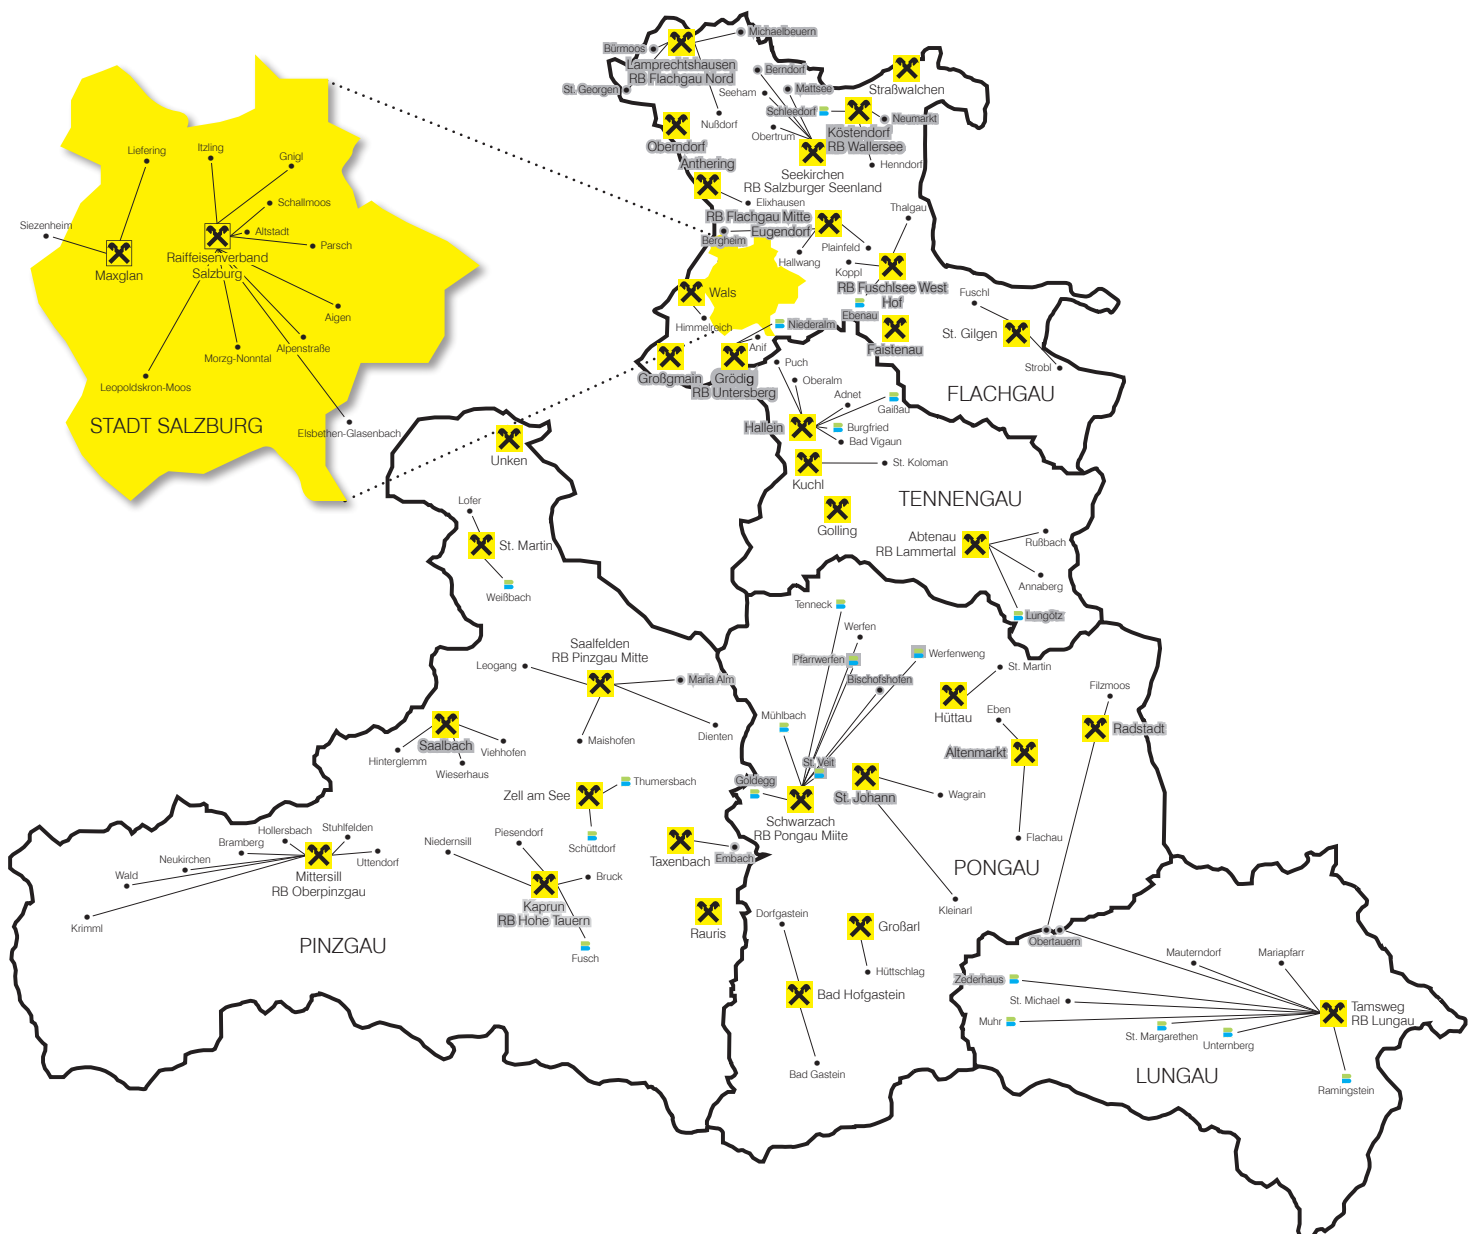 Liefering
Itzling
Gnigl
Schallmoos
Siezenheim
Altstadt
Parsch
Maxglan
Raiffeisenverband
Salzburg
Aigen
Alpenstraße
Morzg-Nonntal
Leopoldskron-Moos
STADT SALZBURG
Elsbethen-Glasenbach
Michaelbeuern
Bürmoos
Lamprechtshausen
RB Flachgau Nord
St. Georgen
Nußdorf
Berndorf
Seeham
Mattsee
Straßwalchen
Schleedorf
Neumarkt
Köstendorf
RB Wallersee
Obertrum
Henndorf
Oberndorf
Anthering
Seekirchen
RB Salzburger Seenland
Elixhausen
Thalgau
RB Flachgau Mitte
Eugendorf
Bergheim
Plainfeld
Hallwang
Koppl
RB Fuschlsee West
Hof
Ebenau
Wals
Himmelreich
Niederalm
Anif
Faistenau
Fuschl
St. Gilgen
Strobl
Großgmain
Grödig
RB Untersberg
FLACHGAU
Puch
Oberalm
Adnet
Gaißau
Hallein
Burgfried
Bad Vigaun
Kuchl
St. Koloman
TENNENGAU
Golling
Abtenau
RB Lammertal
Rußbach
Annaberg
Lungötz
Unken
Lofer
St. Martin
Weißbach
Saalfelden
RB Pinzgau Mitte
Leogang
Maria Alm
Maishofen
Dienten
Saalbach
Hinterglemm
Viehhofen
Wieserhaus
Zell am See
Thumersbach
Schüttdorf
Hollersbach
Stuhlfelden
Bramberg
Neukirchen
Uttendorf
Wald
Mittersill
RB Oberpinzgau
Krimml
Niedernsill
Piesendorf
Bruck
Kaprun
RB Hohe Tauern
Fusch
Taxenbach
Embach
Rauris
PINZGAU
Tenneck
Werfen
Pfarrwerfen
Werfenweng
Bischofshofen
St. Martin
Hüttau
Filzmoos
Eben
Radstadt
Altenmarkt
Mühlbach
St. Veit
Goldegg
Schwarzach
RB Pongau Miite
St. Johann
Wagrain
Flachau
PONGAU
Kleinarl
Dorfgastein
Großarl
Hüttschlag
Bad Hofgastein
Bad Gastein
Obertauern
Mauterndorf
Mariapfarr
Zederhaus
St. Michael
Muhr
St. Margarethen
Unternberg
Tamsweg
RB Lungau
LUNGAU
Ramingstein